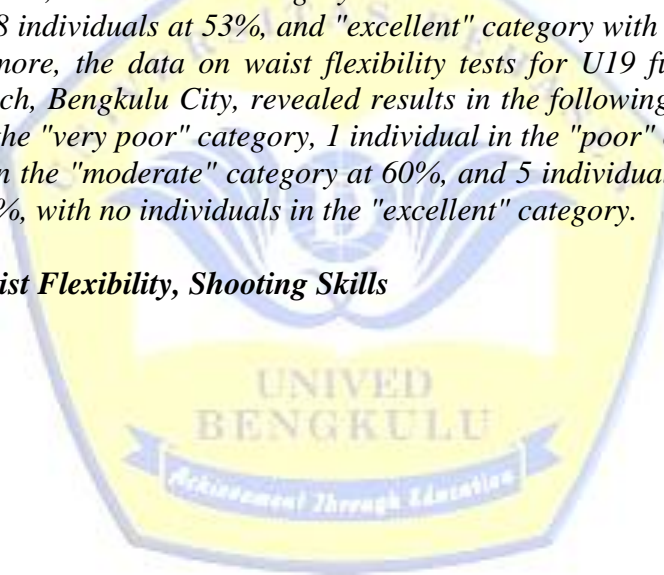 8 individuals at 53%, and "excellent" category with
more, the data on waist flexibility tests for U19 fu
ch, Bengkulu City, revealed results in the following
the "very poor" category, 1 individual in the "poor"
n the "moderate" category at 60%, and 5 individual
%, with no individuals in the "excellent" category.
ist Flexibility, Shooting Skills
UNIVED
BENGKULU
Achievement Through Education